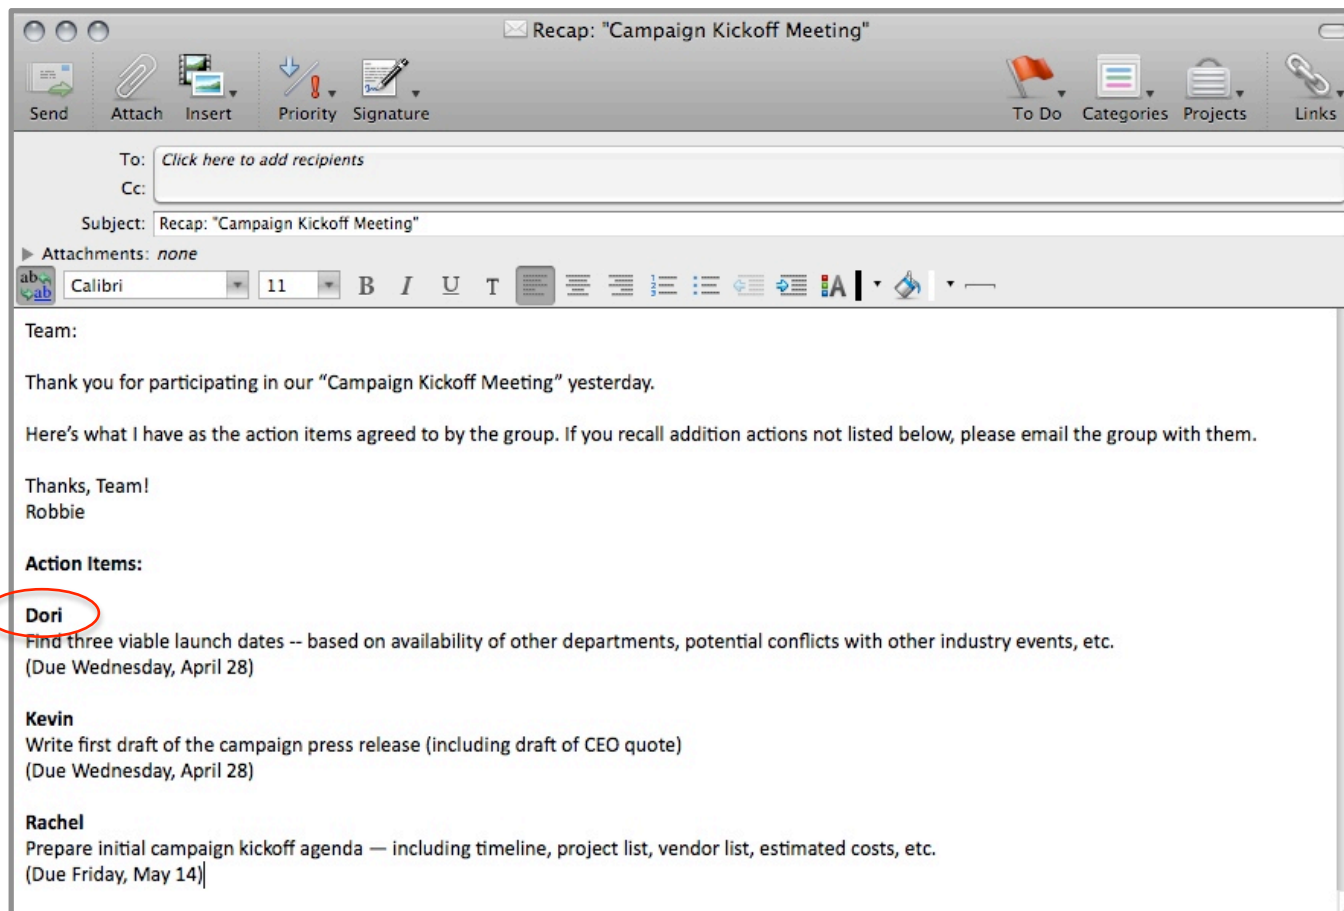 Recap: "Campaign Kickoff Meeting"
Send Attach Insert Priority Signature To Do Categories Projects Links
To: Click here to add recipients
Cc:
Subject: Recap: "Campaign Kickoff Meeting"
Attachments: none
ab ab Calibri 11 B I U T A
Team:
Thank you for participating in our “Campaign Kickoff Meeting” yesterday.
Here’s what I have as the action items agreed to by the group. If you recall addition actions not listed below, please email the group with them.
Thanks, Team!
Robbie
Action Items:
Dori
Find three viable launch dates -- based on availability of other departments, potential conflicts with other industry events, etc.
(Due Wednesday, April 28)
Kevin
Write first draft of the campaign press release (including draft of CEO quote)
(Due Wednesday, April 28)
Rachel
Prepare initial campaign kickoff agenda — including timeline, project list, vendor list, estimated costs, etc.
(Due Friday, May 14)